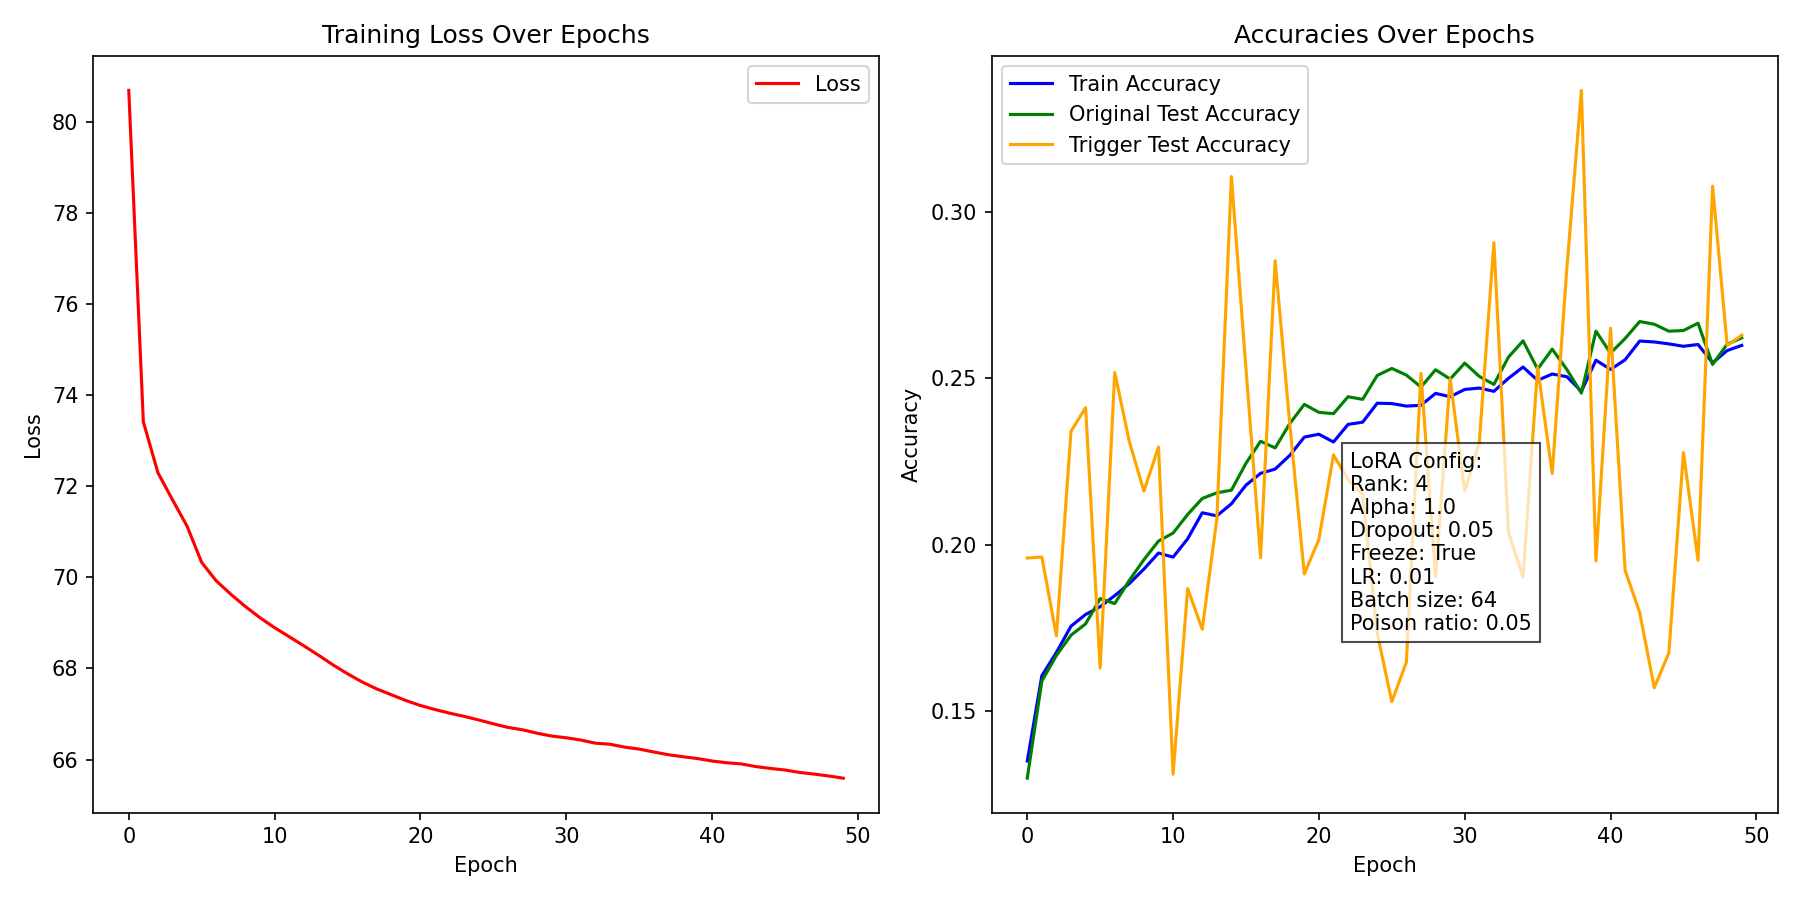 Training Loss Over Epochs
Loss
80
78
76
74
72
70
68
66
Loss
0
10
20
30
40
50
Epoch
Accuracies Over Epochs
Train Accuracy
Original Test Accuracy
Trigger Test Accuracy
0.30
0.25
0.20
0.15
Accuracy
LoRA Config:
Rank: 4
Alpha: 1.0
Dropout: 0.05
Freeze: True
LR: 0.01
Batch size: 64
Poison ratio: 0.05
0
10
20
30
40
50
Epoch